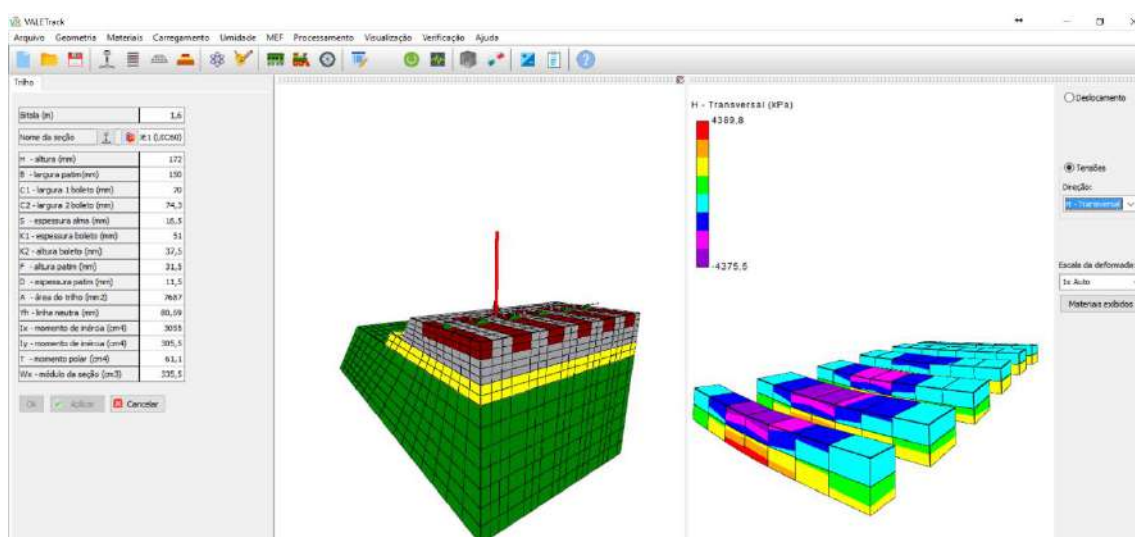 VALETrack
Arquivo Geometria Materiais Carregamento Umidade MEF Processamento Visualização Verificação Ajuda
Trilho
Bitola (m) 1,6
Nome da seção
H - altura (mm) 172
B - largura patim(mm) 150
C1 - largura 1 boleto (mm) 70
C2 - largura 2 boleto (mm) 74,3
S - espessura alma (mm) 16,5
K1 - espessura boleto (mm) 51
K2 - altura boleto (mm) 37,5
F - altura patim (mm) 31,5
D - espessura patim (mm) 11,5
A - área do trilho (mm2) 7687
Yh - linha neutra (mm) 80,69
Ix - momento de inércia (cm4) 3055
Iy - momento de inércia (cm4)
T - momento polar (cm4) 61,1
Wx - módulo da seção (cm3) 335,5
Ok Aplicar Cancelar
H - Transversal (kPa)
4389,8
-4375,5
Deslocamento
Tensões
Direção:
H - Transversal
Escala da deformada:
1x Auto
Materiais exibidos